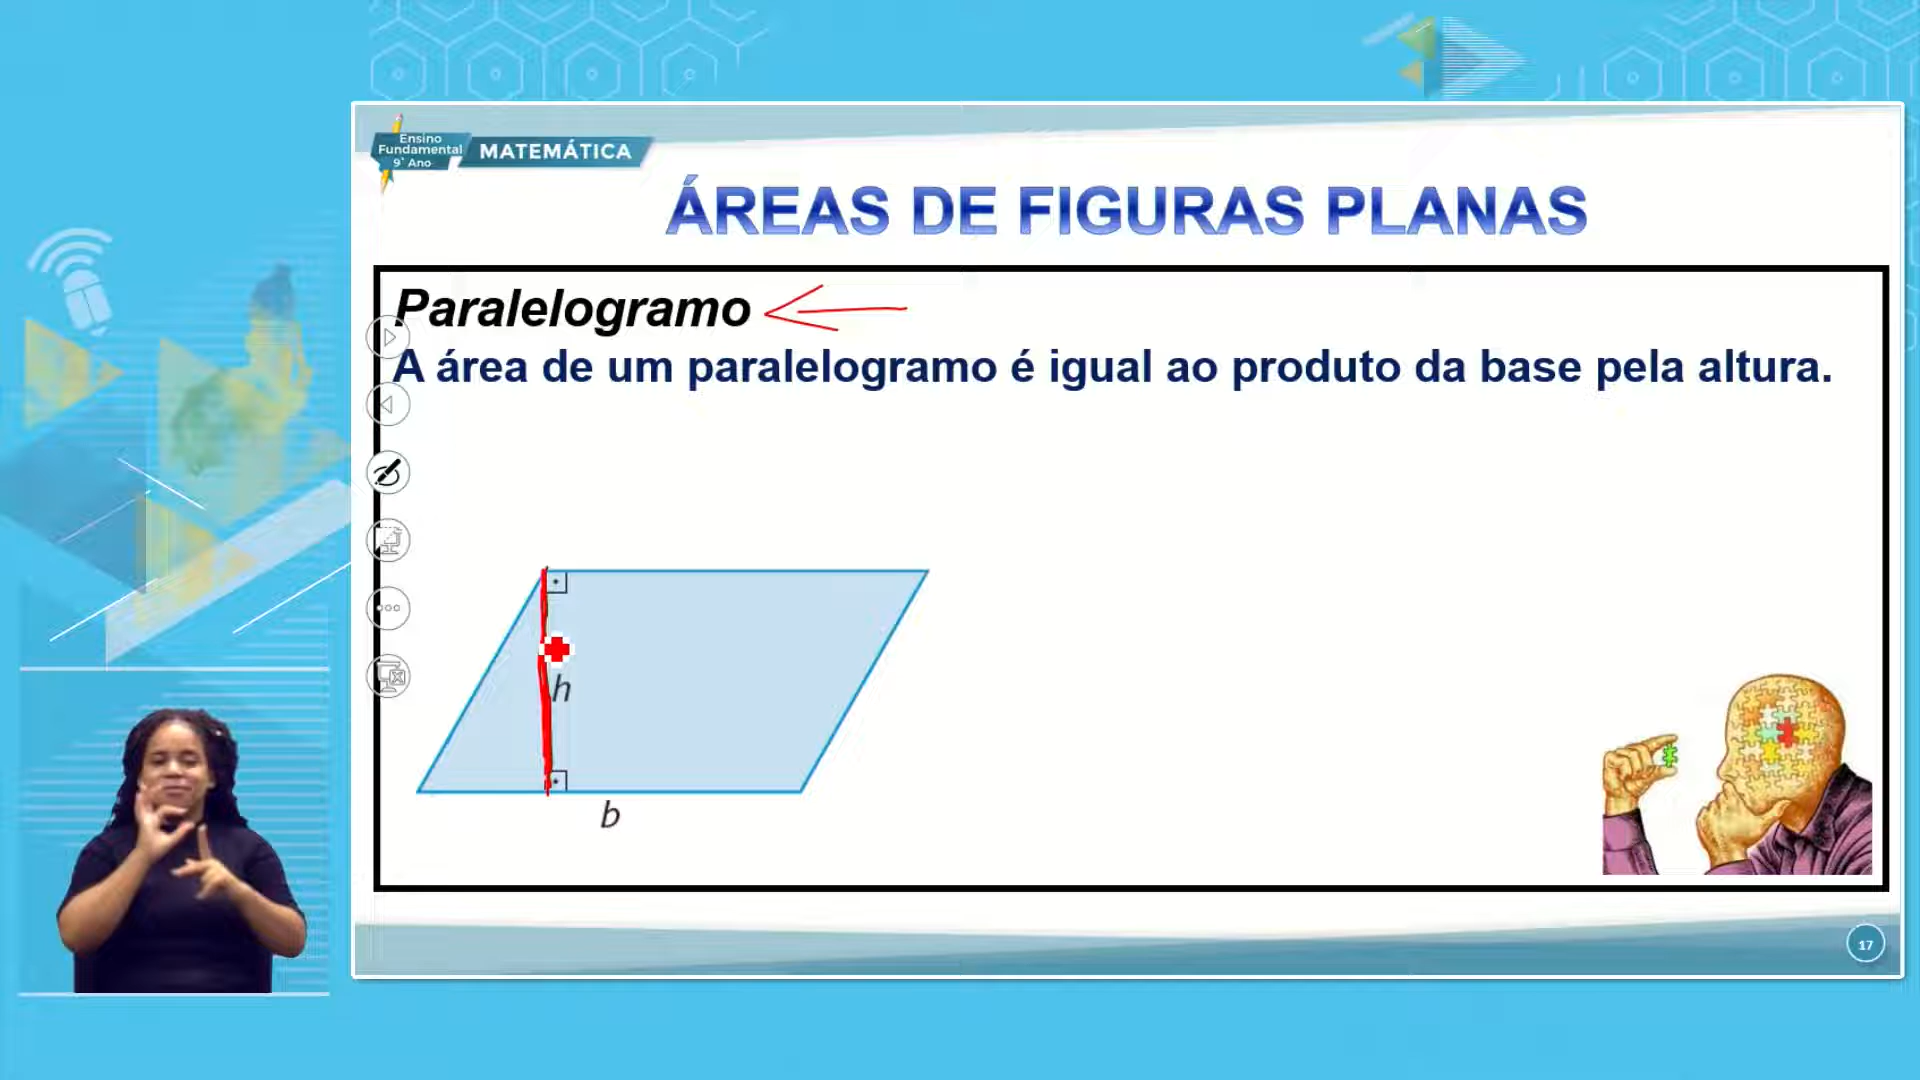 Ensino
Fundamental
9° Ano
MATEMÁTICA
ÁREAS DE FIGURAS PLANAS
Paralelogramo
A área de um paralelogramo é igual ao produto da base pela altura.
h
b
17